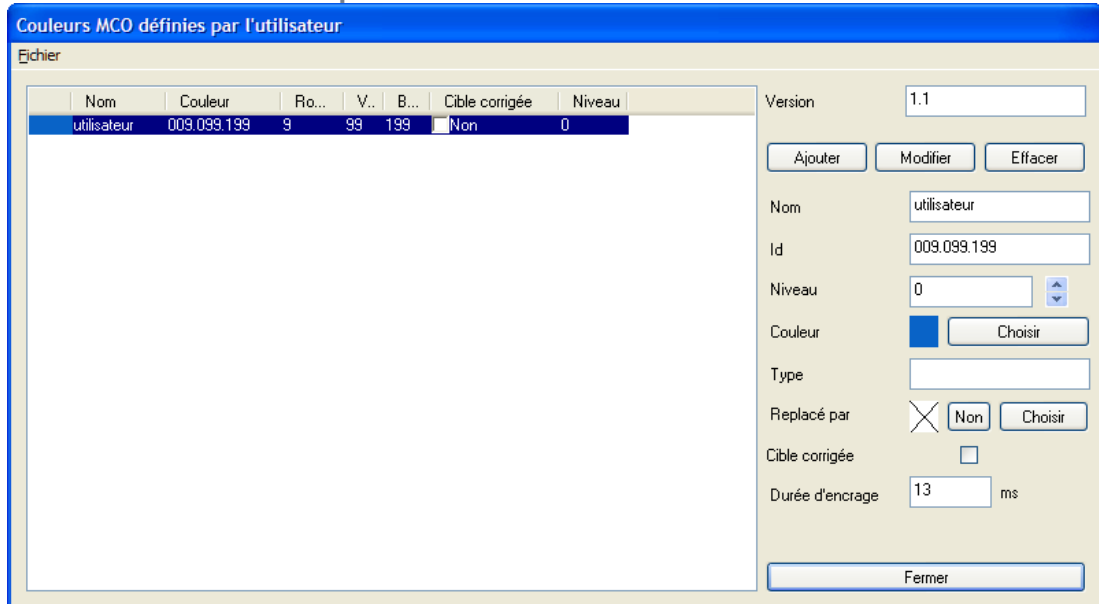 Couleurs MCO définies par l'utilisateur
Fichier
Nom Couleur Ro... V.. B... Cible corrigée Niveau
utilisateur 009.099.199 9 99 199 Non 0
Version 1.1
Ajouter Modifier Effacer
Nom utilisateur
Id 009.099.199
Niveau 0
Couleur Choisir
Type
Replacé par Non Choisir
Cible corrigée
Durée d'encrage 13 ms
Fermer